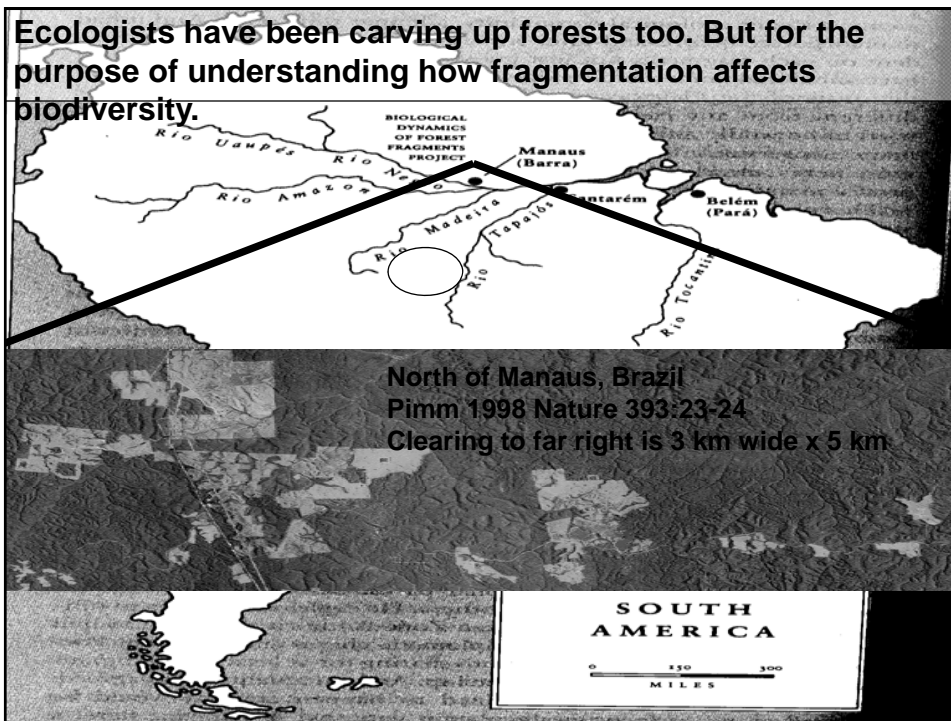 Ecologists have been carving up forests too. But for the
purpose of understanding how fragmentation affects
biodiversity.
BIOLOGICAL
DYNAMICS
OF FOREST
FRAGMENTS
PROJECT
Manaus
(Barra)
Rio Uaupés
Rio Negro
Rio Amazon
Rio Madeira
Rio Tapajós
Santarém
Belém
(Pará)
Rio Tocantins
North of Manaus, Brazil
Pimm 1998 Nature 393:23-24
Clearing to far right is 3 km wide x 5 km
SOUTH
AMERICA
0 150 300
MILES